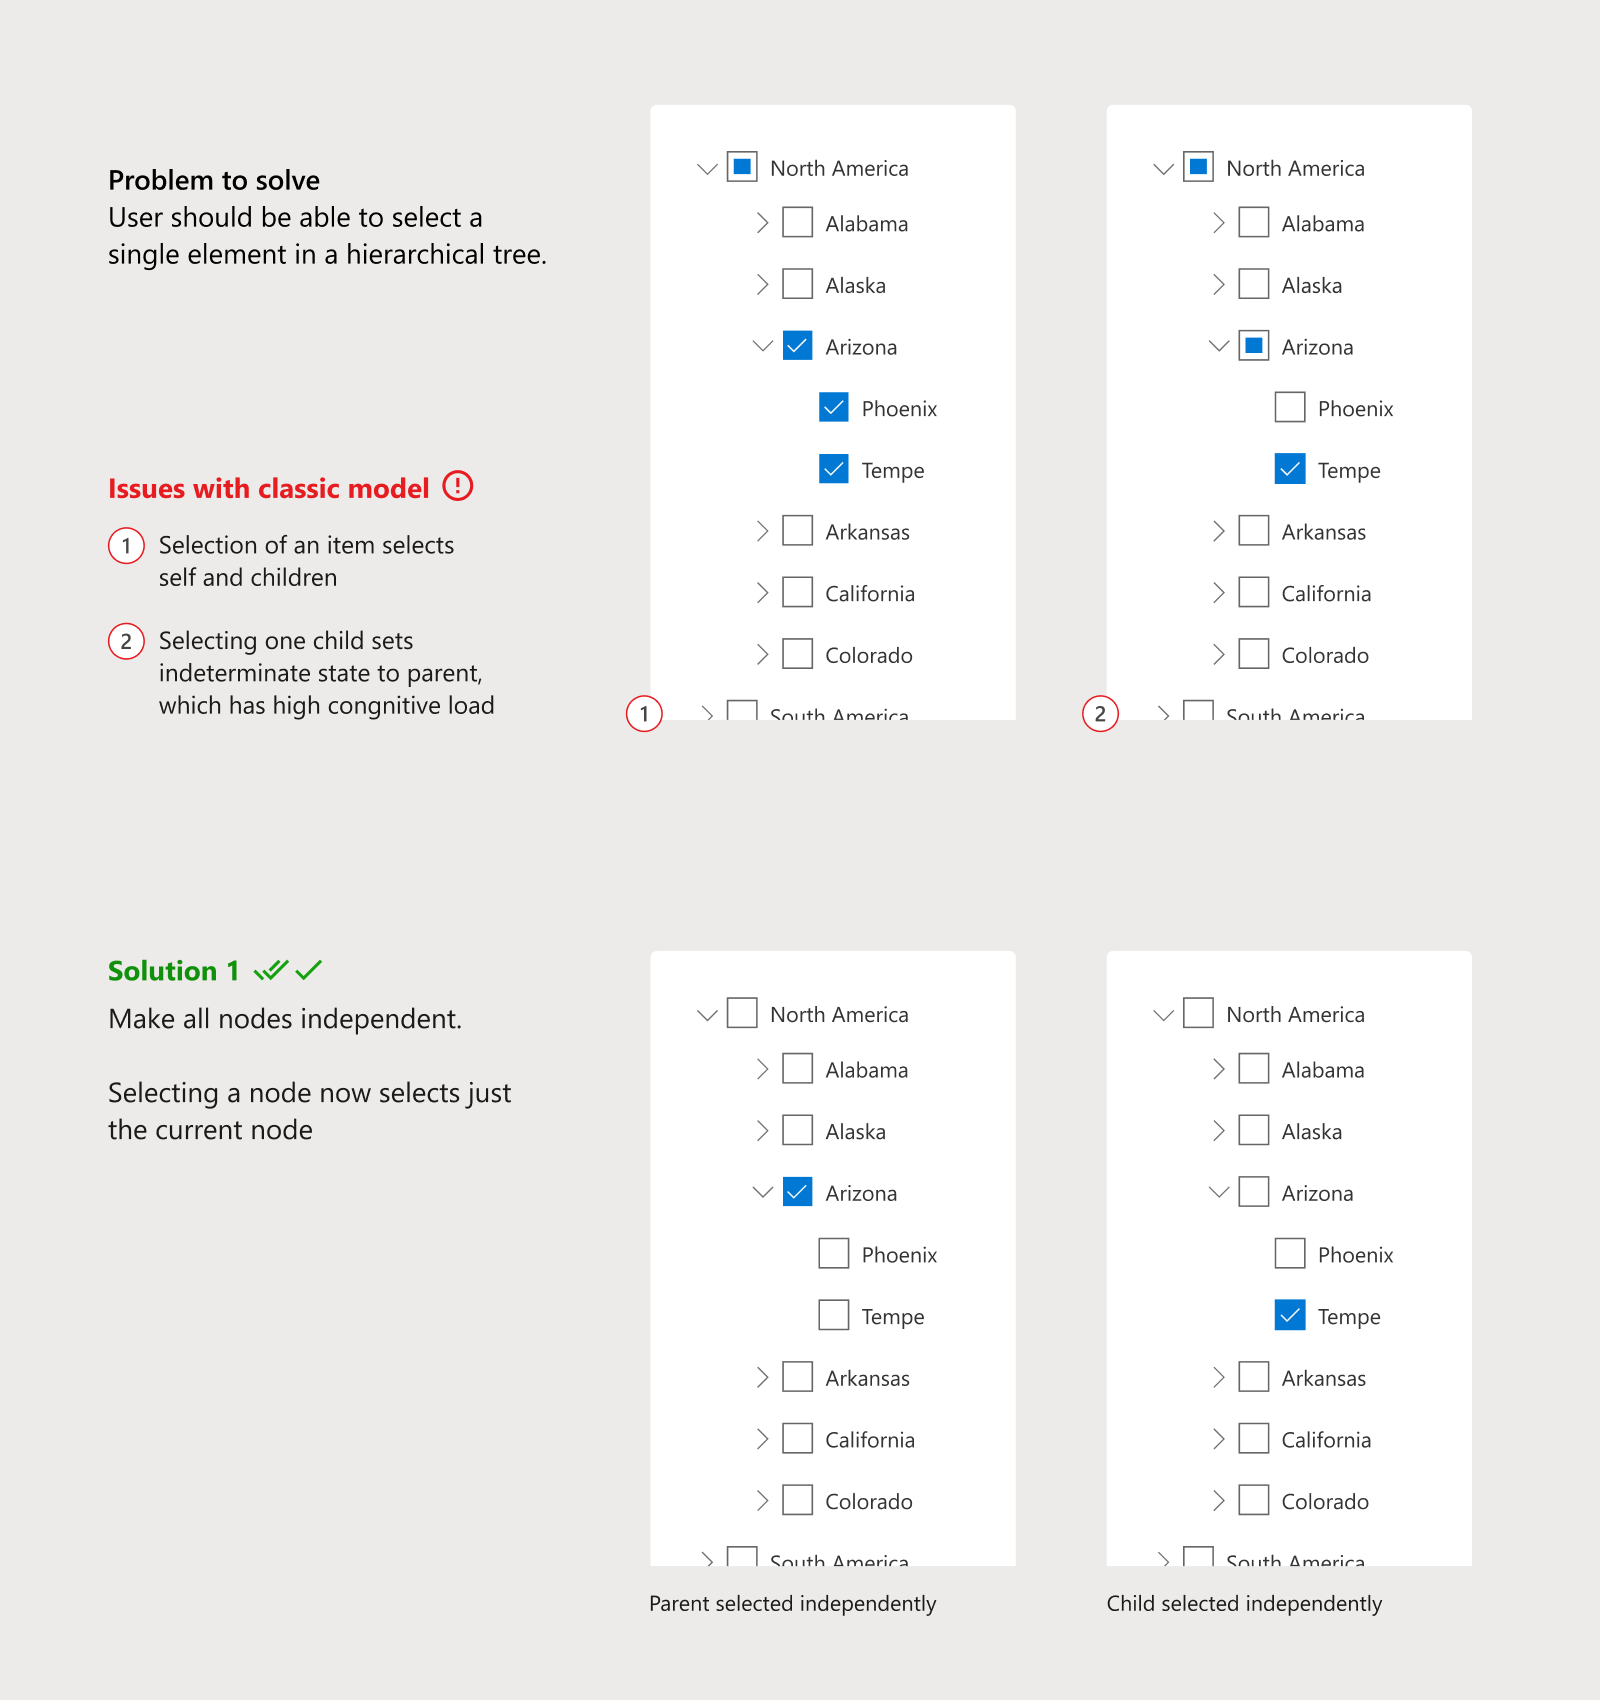 Problem to solve
User should be able to select a
single element in a hierarchical tree.
Issues with classic model
1 Selection of an item selects
self and children
2 Selecting one child sets
indeterminate state to parent,
which has high congnitive load
North America
Alabama
Alaska
Arizona
Phoenix
Tempe
Arkansas
California
Colorado
South America
1
North America
Alabama
Alaska
Arizona
Phoenix
Tempe
Arkansas
California
Colorado
South America
2
Solution 1
Make all nodes independent.
Selecting a node now selects just
the current node
North America
Alabama
Alaska
Arizona
Phoenix
Tempe
Arkansas
California
Colorado
South America
Parent selected independently
North America
Alabama
Alaska
Arizona
Phoenix
Tempe
Arkansas
California
Colorado
South America
Child selected independently